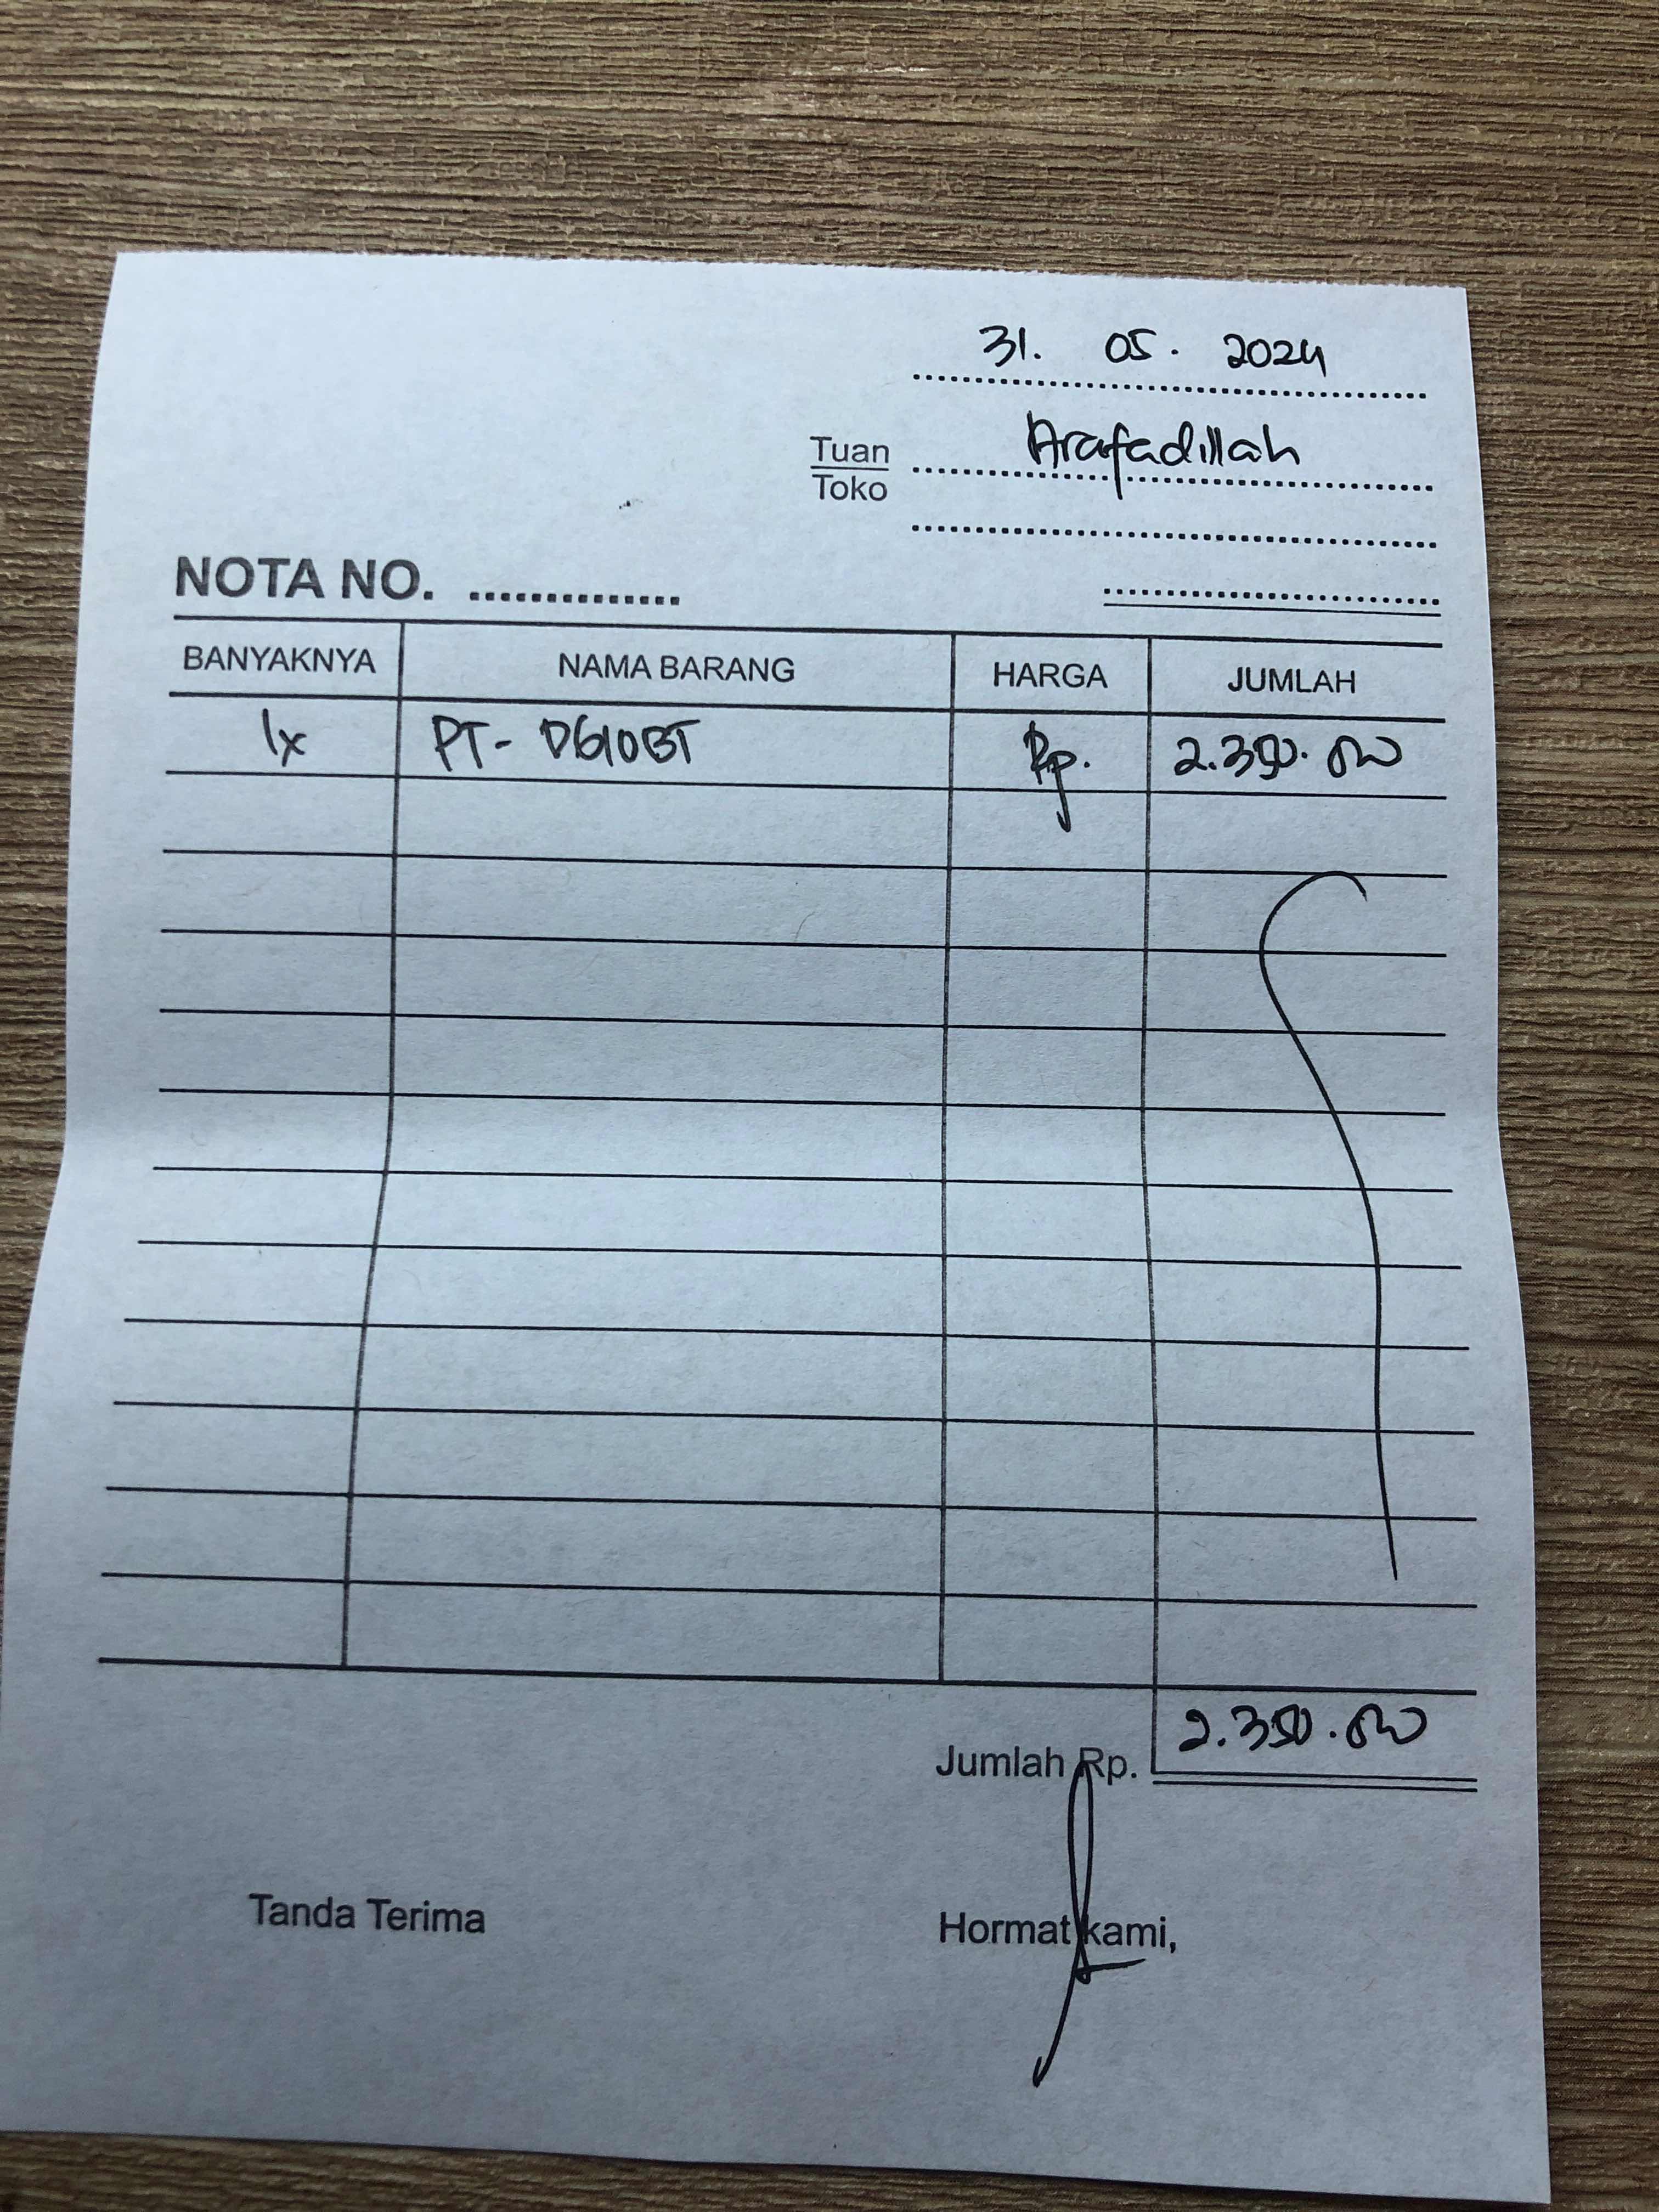 31. 05. 2024
Tuan Arafadillah
Toko
NOTA NO. ..............
BANYAKNYA NAMA BARANG HARGA JUMLAH
1x PT- D610BT Rp. 2.350.000
Jumlah Rp. 2.350.000
Tanda Terima Hormat kami,